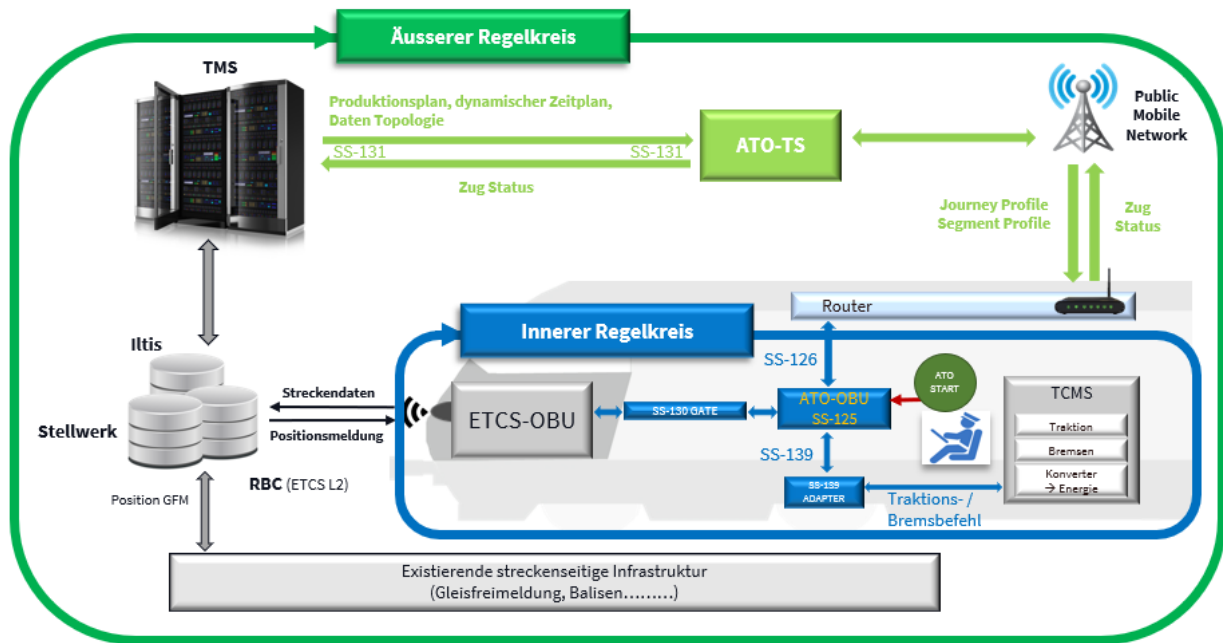 Äusserer Regelkreis
TMS
Produktionsplan, dynamischer Zeitplan,
Daten Topologie
SS-131
SS-131
Zug Status
ATO-TS
Public
Mobile
Network
Journey Profile
Segment Profile
Zug
Status
Router
Innerer Regelkreis
SS-126
Iltis
Stellwerk
RBC (ETCS L2)
Streckendaten
Positionsmeldung
ETCS-OBU
SS-130 GATE
ATO-OBU
SS-125
ATO
START
TCMS
Traktion
Bremsen
Konverter
→ Energie
SS-139
SS-139
ADAPTER
Traktions- /
Bremsbefehl
Position GFM
Existierende streckenseitige Infrastruktur
(Gleisfreimeldung, Balisen.........)